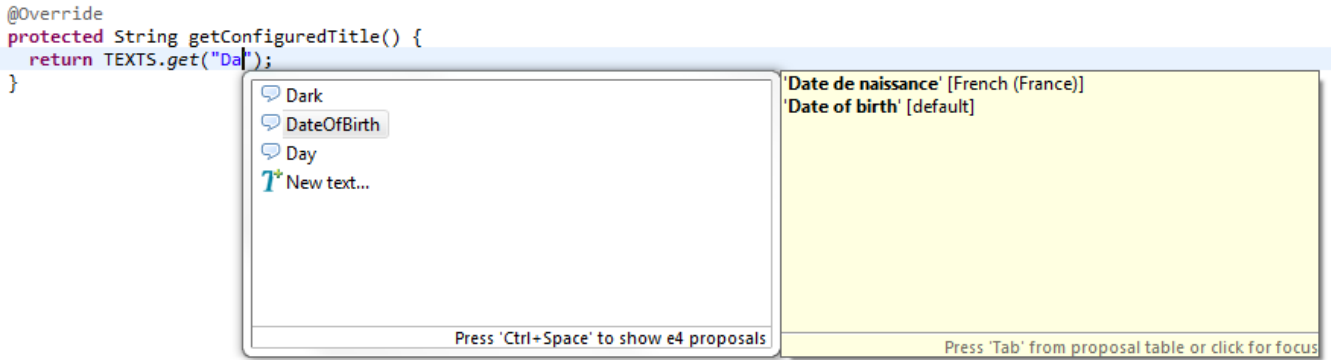 @Override
protected String getConfiguredTitle() {
return TEXTS.get("Da");
}
Dark
DateOfBirth
Day
New text...
Press 'Ctrl+Space' to show e4 proposals
'Date de naissance' [French (France)]
'Date of birth' [default]
Press 'Tab' from proposal table or click for focus